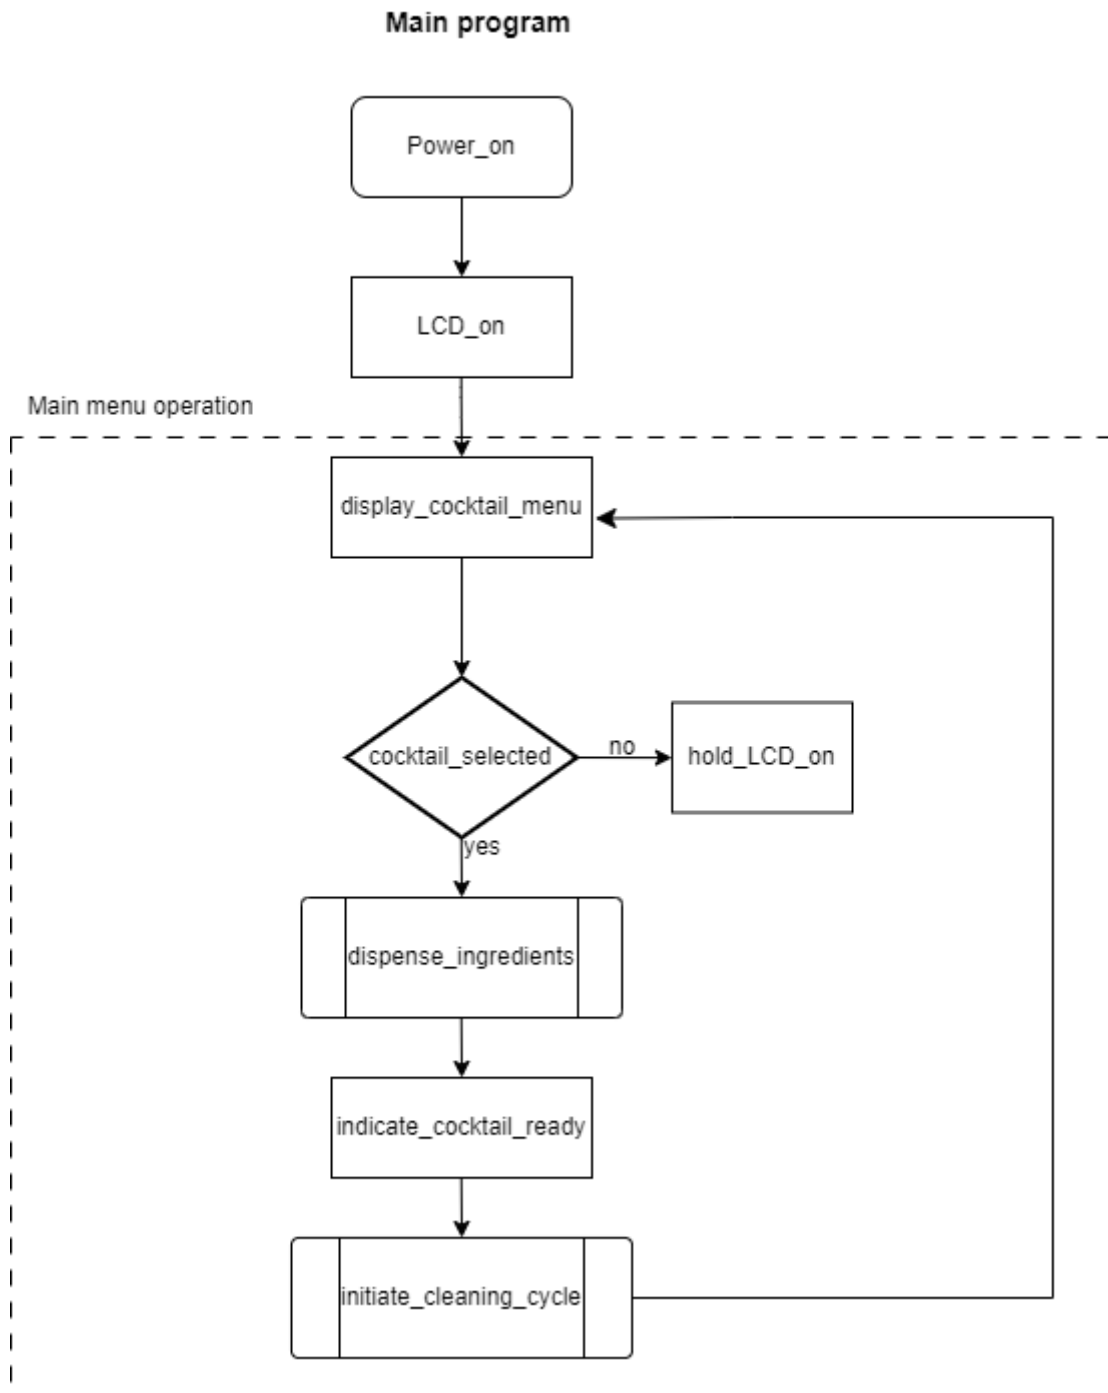 Main program
Power_on
LCD_on
Main menu operation
display_cocktail_menu
cocktail_selected
no
hold_LCD_on
yes
dispense_ingredients
indicate_cocktail_ready
initiate_cleaning_cycle